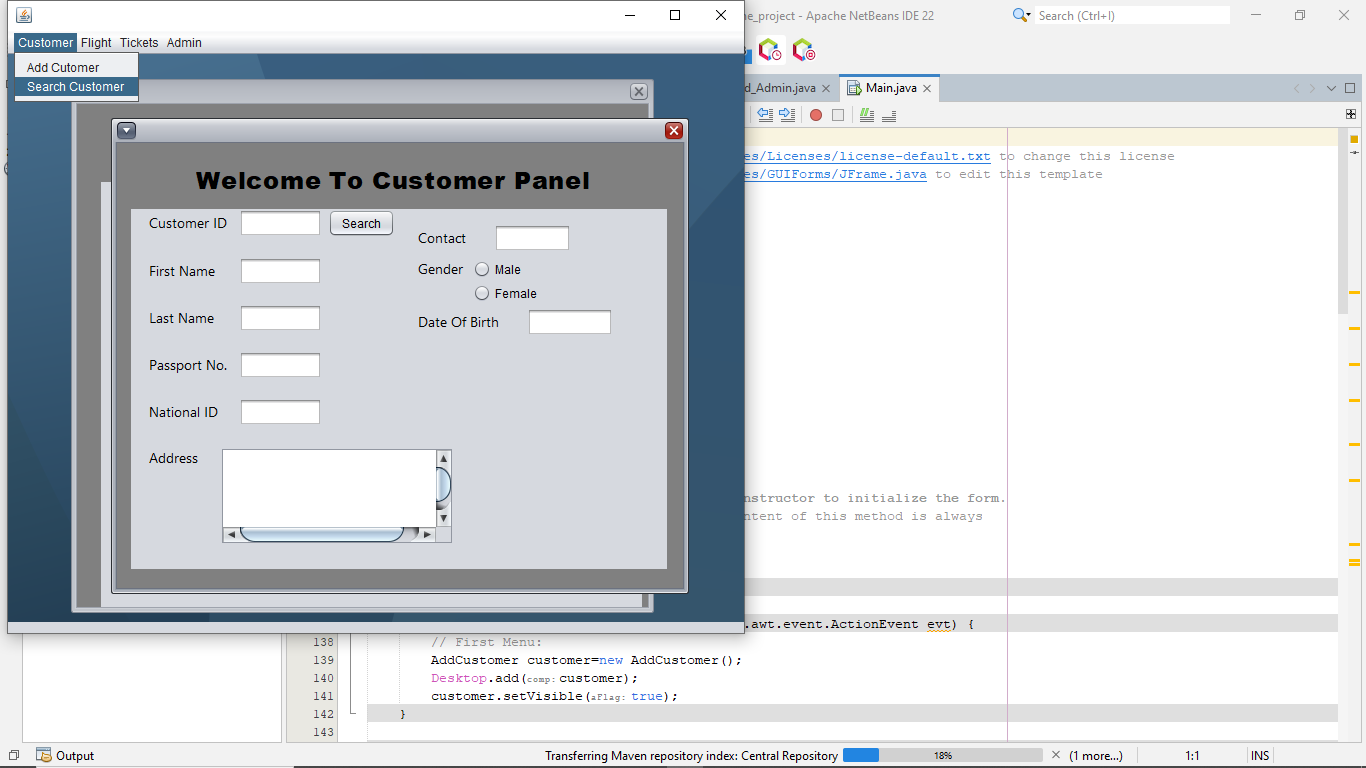 ne_project - Apache NetBeans IDE 22
Search (Ctrl+I)
Customer Flight Tickets Admin
Add Cutomer
Search Customer
d_Admin.java
Main.java
es/Licenses/license-default.txt to change this license
es/GUIForms/JFrame.java to edit this template
Welcome To Customer Panel
Customer ID
Search
Contact
First Name
Gender
Male
Female
Last Name
Date Of Birth
Passport No.
National ID
Address
nstructor to initialize the form.
ntent of this method is always
.awt.event.ActionEvent evt) {
138 // First Menu:
139 AddCustomer customer=new AddCustomer();
140 Desktop.add(comp: customer);
141 customer.setVisible(aFlag: true);
142 }
143
Output
Transferring Maven repository index: Central Repository 18% (1 more...) 1:1 INS